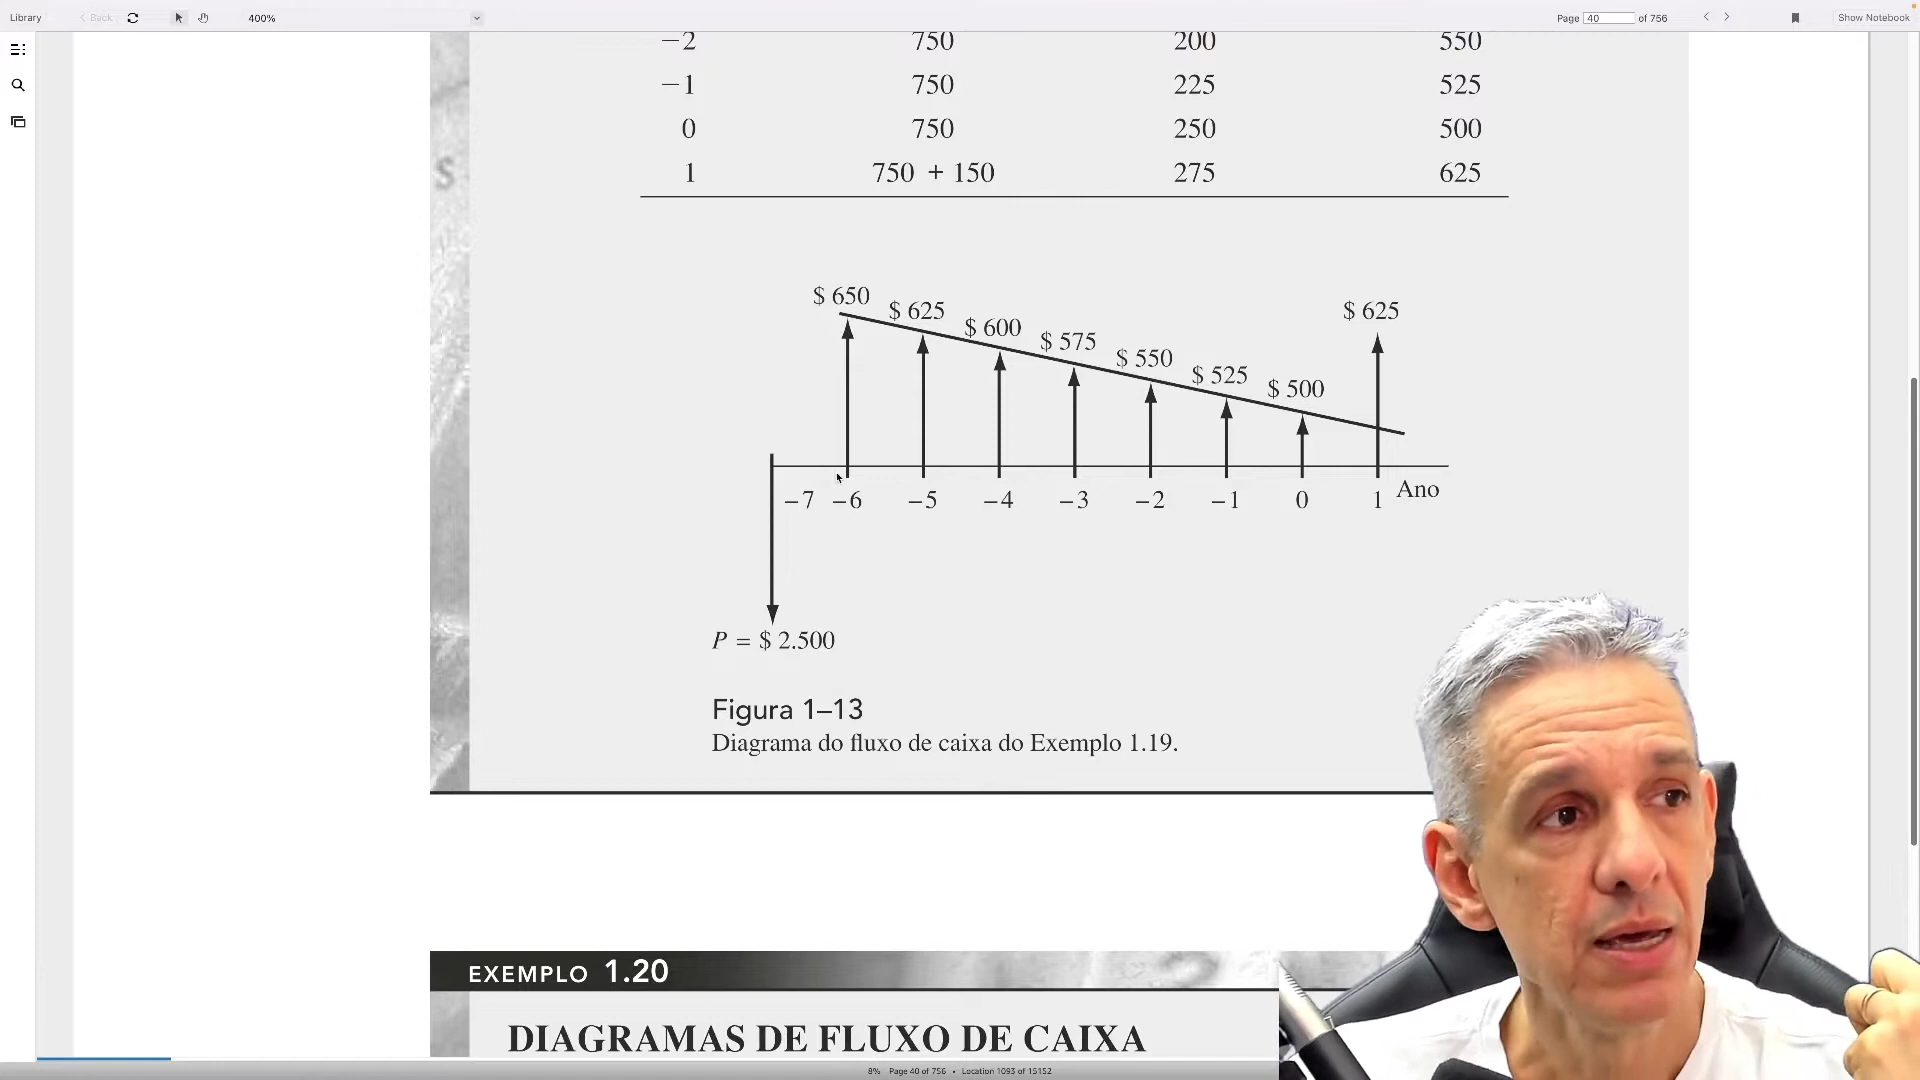 Library
Back
400%
Page 40 of 756
Show Notebook
−2 750 200 550
−1 750 225 525
0 750 250 500
1 750 + 150 275 625
$ 650
$ 625
$ 600
$ 575
$ 550
$ 525
$ 500
$ 625
−7 −6 −5 −4 −3 −2 −1 0 1 Ano
P = $ 2.500
Figura 1–13
Diagrama do fluxo de caixa do Exemplo 1.19.
EXEMPLO 1.20
DIAGRAMAS DE FLUXO DE CAIXA
8% Page 40 of 756 • Location 1093 of 15152